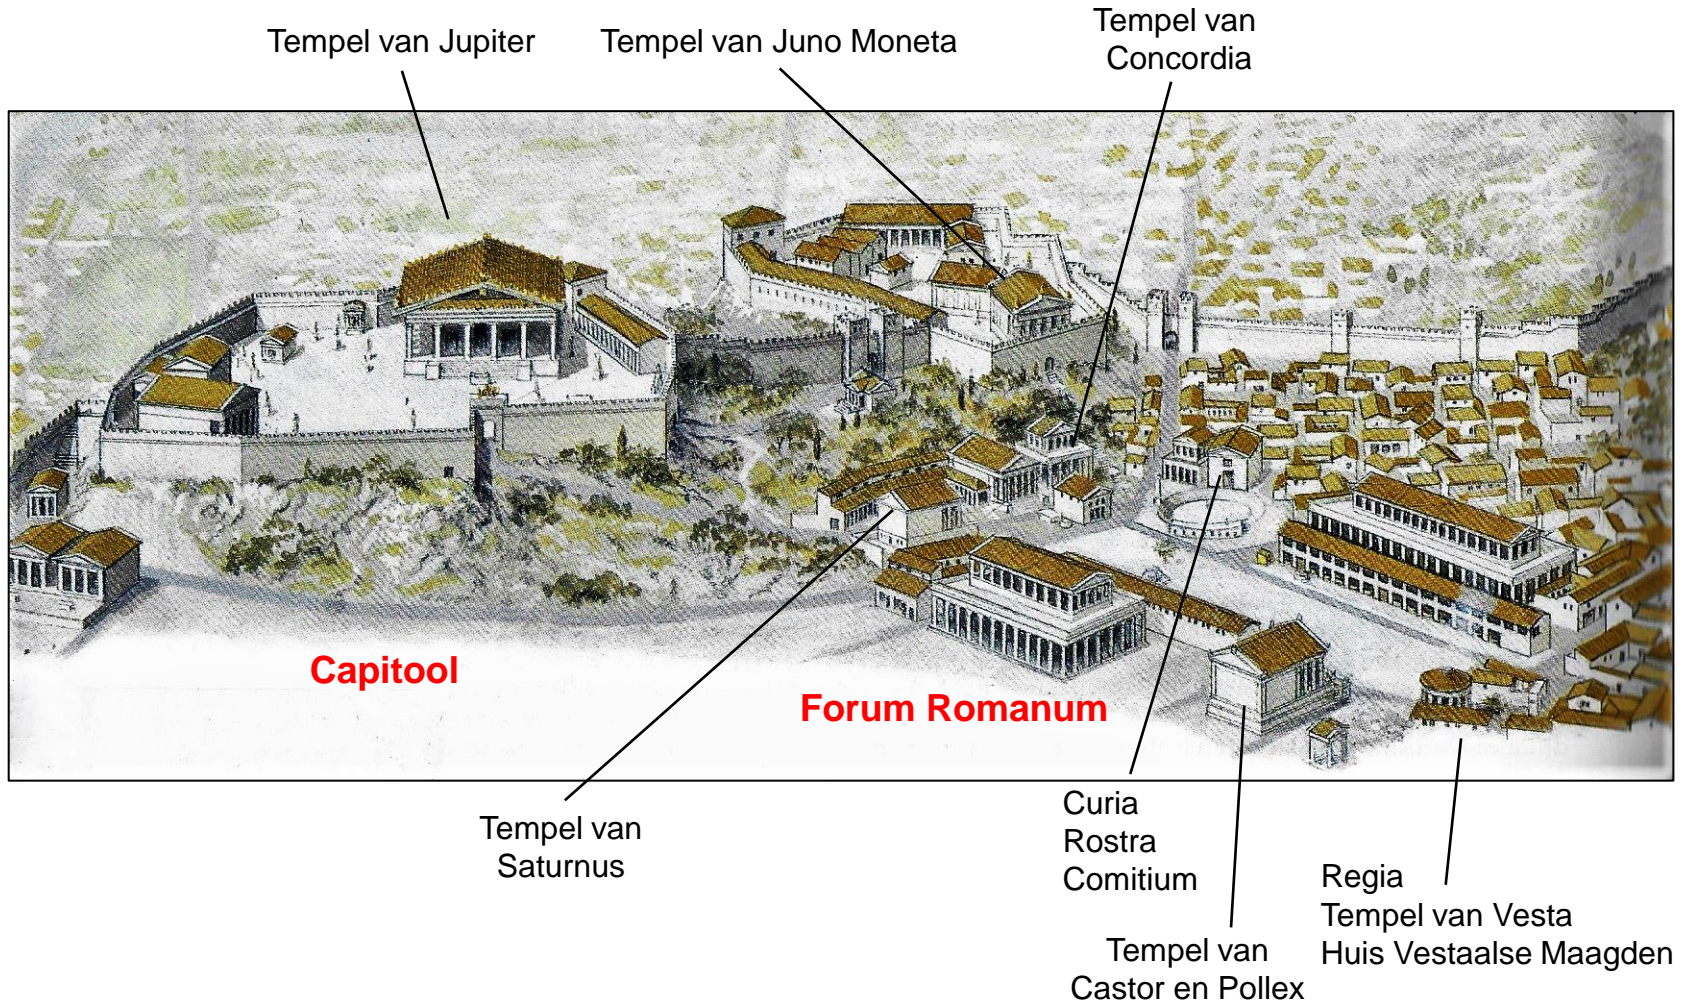 Tempel van Jupiter
Tempel van Juno Moneta
Tempel van
Concordia
Capitool
Forum Romanum
Tempel van
Saturnus
Curia
Rostra
Comitium
Tempel van
Castor en Pollex
Regia
Tempel van Vesta
Huis Vestaalse Maagden